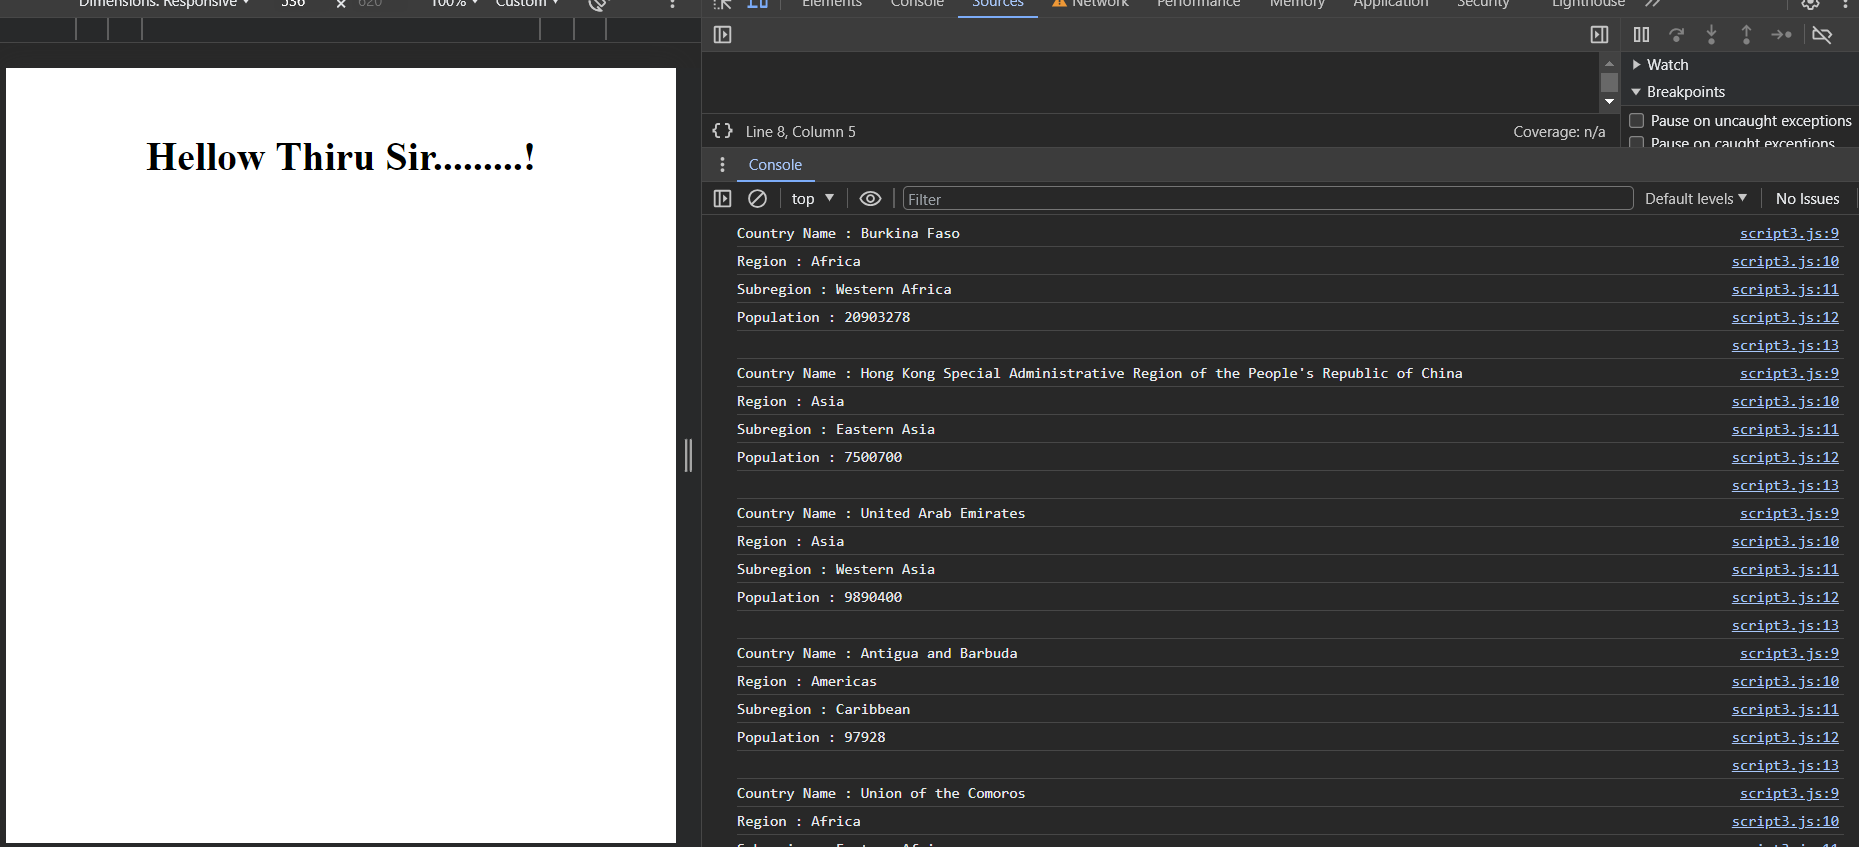 Dimensions: Responsive 536 × 620 100% Custom
Elements Console Sources Network Performance Memory Application Security Lighthouse
Hellow Thiru Sir.........!
Line 8, Column 5 Coverage: n/a
Watch
Breakpoints
Pause on uncaught exceptions
Pause on caught exceptions
Console
top Filter Default levels No Issues
Country Name : Burkina Faso script3.js:9
Region : Africa script3.js:10
Subregion : Western Africa script3.js:11
Population : 20903278 script3.js:12
script3.js:13
Country Name : Hong Kong Special Administrative Region of the People's Republic of China script3.js:9
Region : Asia script3.js:10
Subregion : Eastern Asia script3.js:11
Population : 7500700 script3.js:12
script3.js:13
Country Name : United Arab Emirates script3.js:9
Region : Asia script3.js:10
Subregion : Western Asia script3.js:11
Population : 9890400 script3.js:12
script3.js:13
Country Name : Antigua and Barbuda script3.js:9
Region : Americas script3.js:10
Subregion : Caribbean script3.js:11
Population : 97928 script3.js:12
script3.js:13
Country Name : Union of the Comoros script3.js:9
Region : Africa script3.js:10